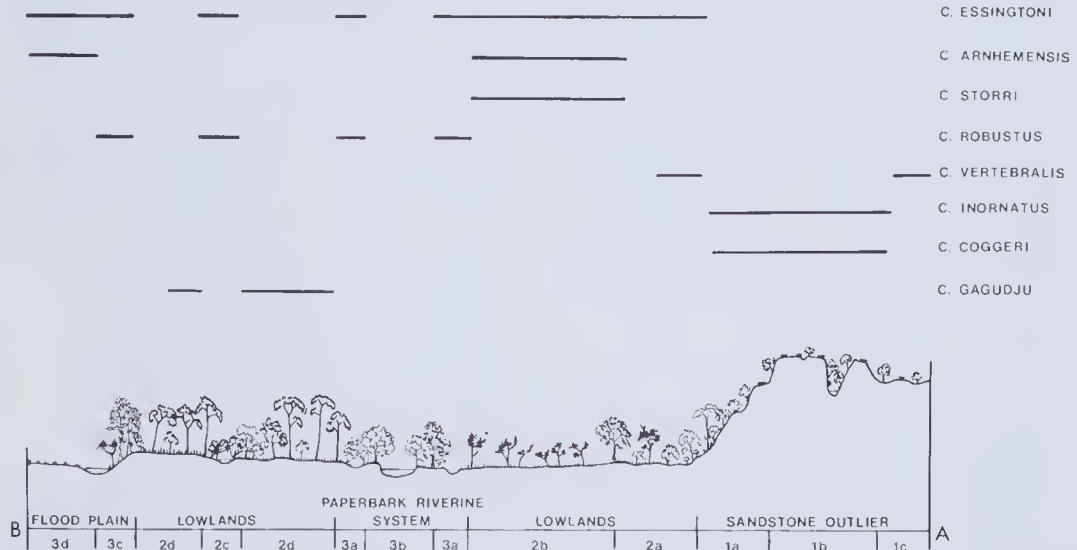 C. ESSINGTONI
C ARNHEMENSIS
C STORRI
C. ROBUSTUS
C. VERTEBRALIS
C. INORNATUS
C. COGGERI
C. GAGUDJU
PAPERBARK RIVERINE
B FLOOD PLAIN LOWLANDS SYSTEM LOWLANDS SANDSTONE OUTLIER A
3d 3c 2d 2c 2d 3a 3b 3a 2b 2a 1a 1b 1c